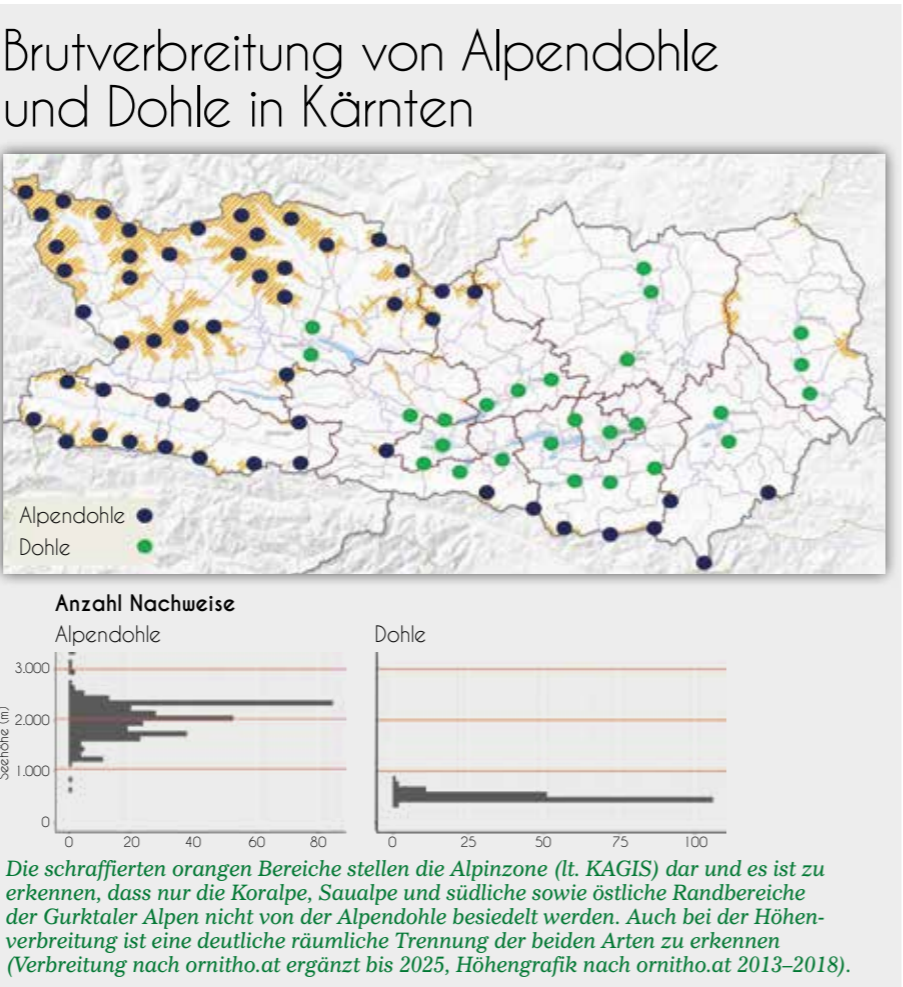 Brutverbreitung von Alpendohle
und Dohle in Kärnten
Alpendohle
Dohle
Anzahl Nachweise
Alpendohle
Dohle
Seehöhe (m)
3.000
2.000
1.000
0
0 20 40 60 80
0 25 50 75 100
Die schraffierten orangen Bereiche stellen die Alpinzone (lt. KAGIS) dar und es ist zu
erkennen, dass nur die Koralpe, Saualpe und südliche sowie östliche Randbereiche
der Gurktaler Alpen nicht von der Alpendohle besiedelt werden. Auch bei der Höhen-
verbreitung ist eine deutliche räumliche Trennung der beiden Arten zu erkennen
(Verbreitung nach ornitho.at ergänzt bis 2025, Höhengrafik nach ornitho.at 2013–2018).